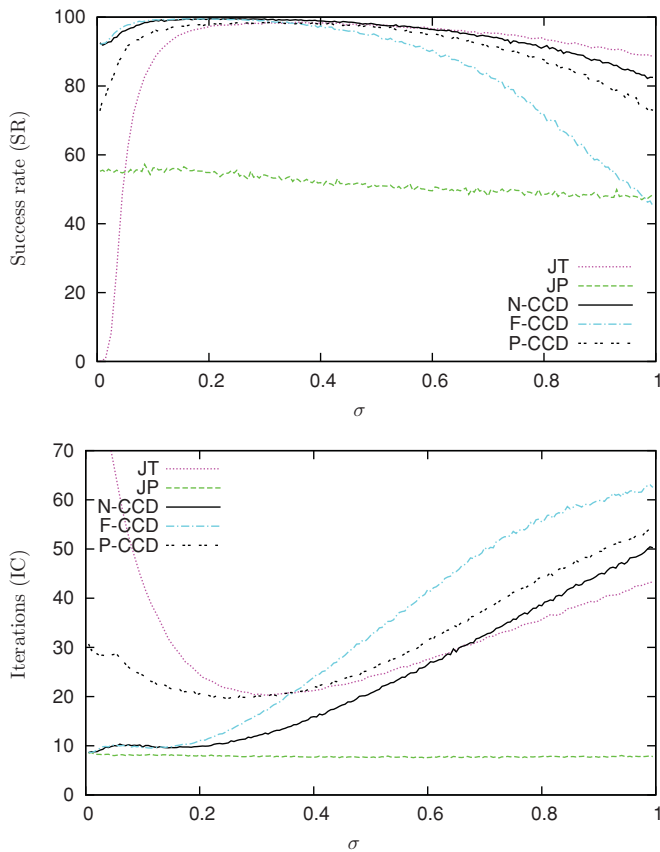 100
80
60
40
20
0
Success rate (SR)
JT
JP
N-CCD
F-CCD
P-CCD
0 0.2 0.4 0.6 0.8 1
σ
70
60
50
40
30
20
10
0
Iterations (IC)
JT
JP
N-CCD
F-CCD
P-CCD
0 0.2 0.4 0.6 0.8 1
σ